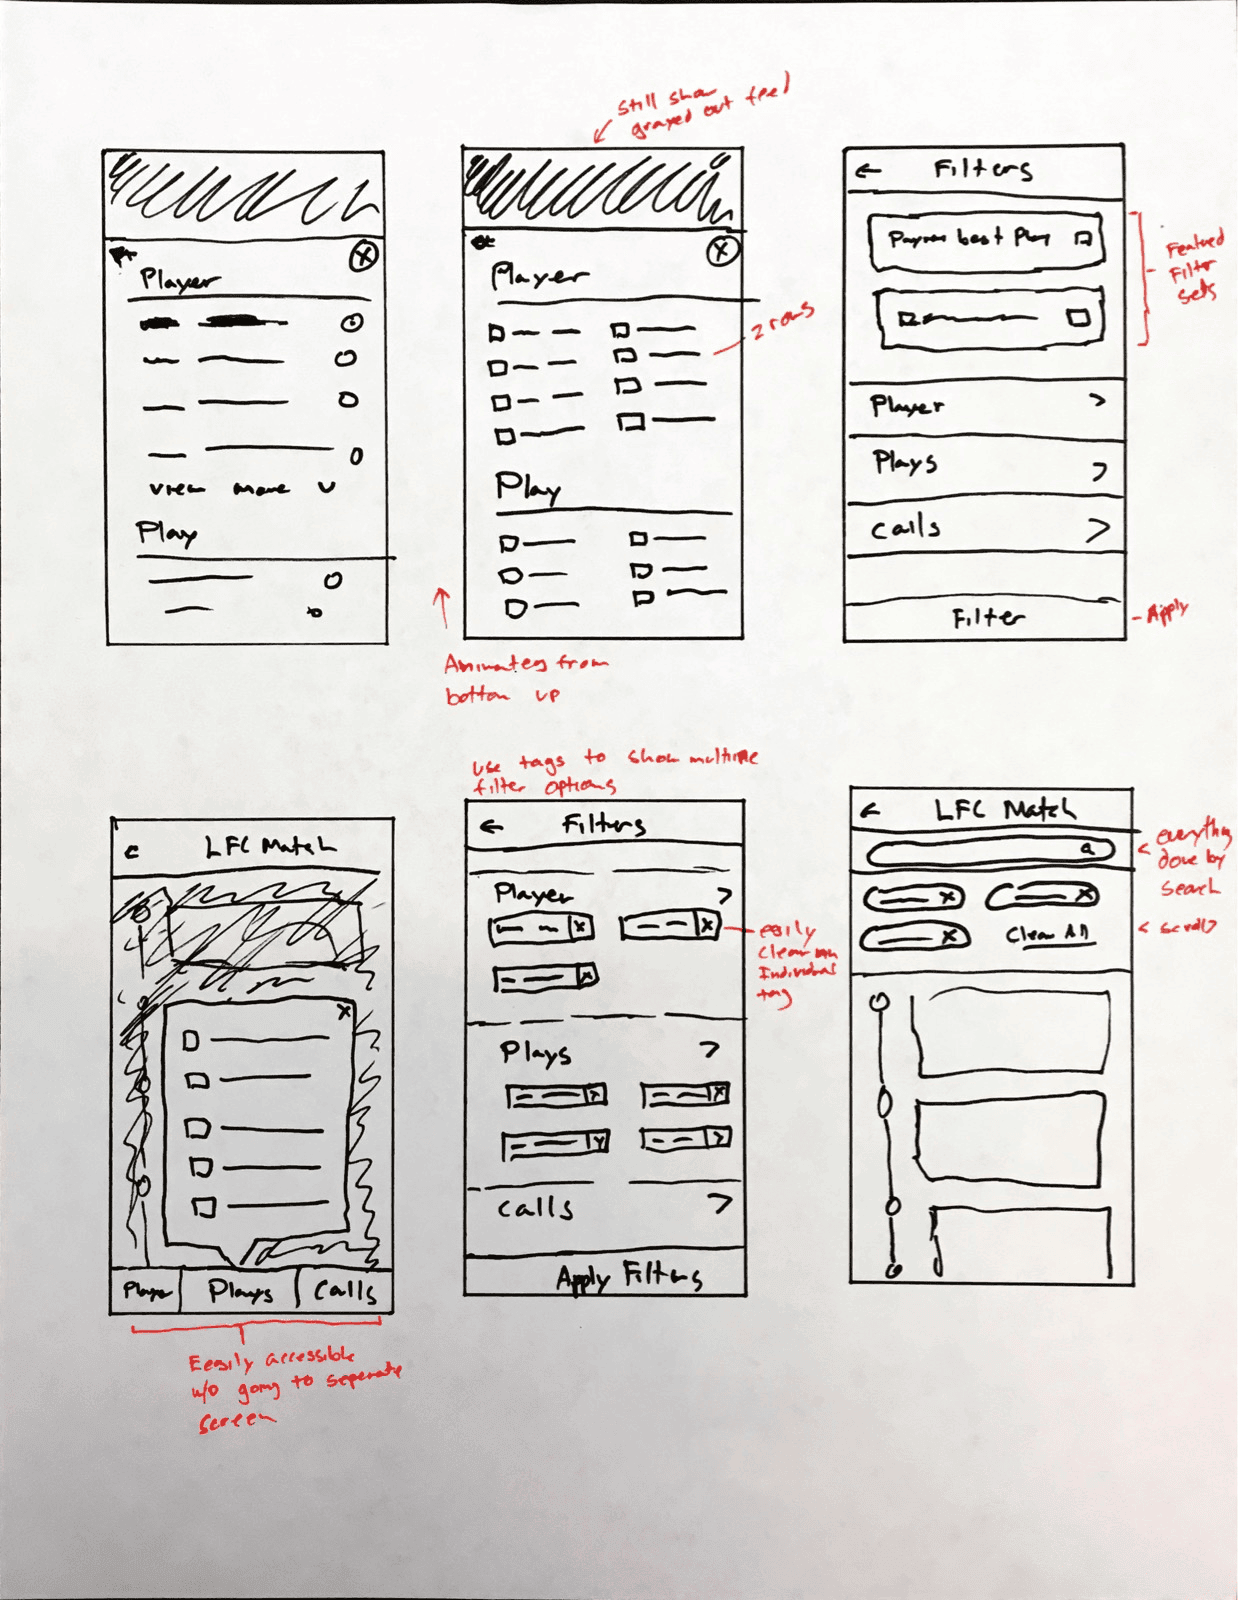 still show
grayed out feed
X
Player
view more
Play
X
Player
2 rows
Play
Animates from
bottom up
← Filters
best Play
Featured
Filter
sets
Player >
Plays >
Calls >
Filter
- Apply
LFC Match
X
Player
Plays
Calls
Eeasily accessible
w/o going to seperate
screen
use tags to show multiple
filter options
← Filters
Player >
X
X
X
easily
clear an
Individual
tag
Plays >
X
Calls >
Apply Filters
← LFC Match
everything
done by
search
X
X
X
Clear All
scroll?